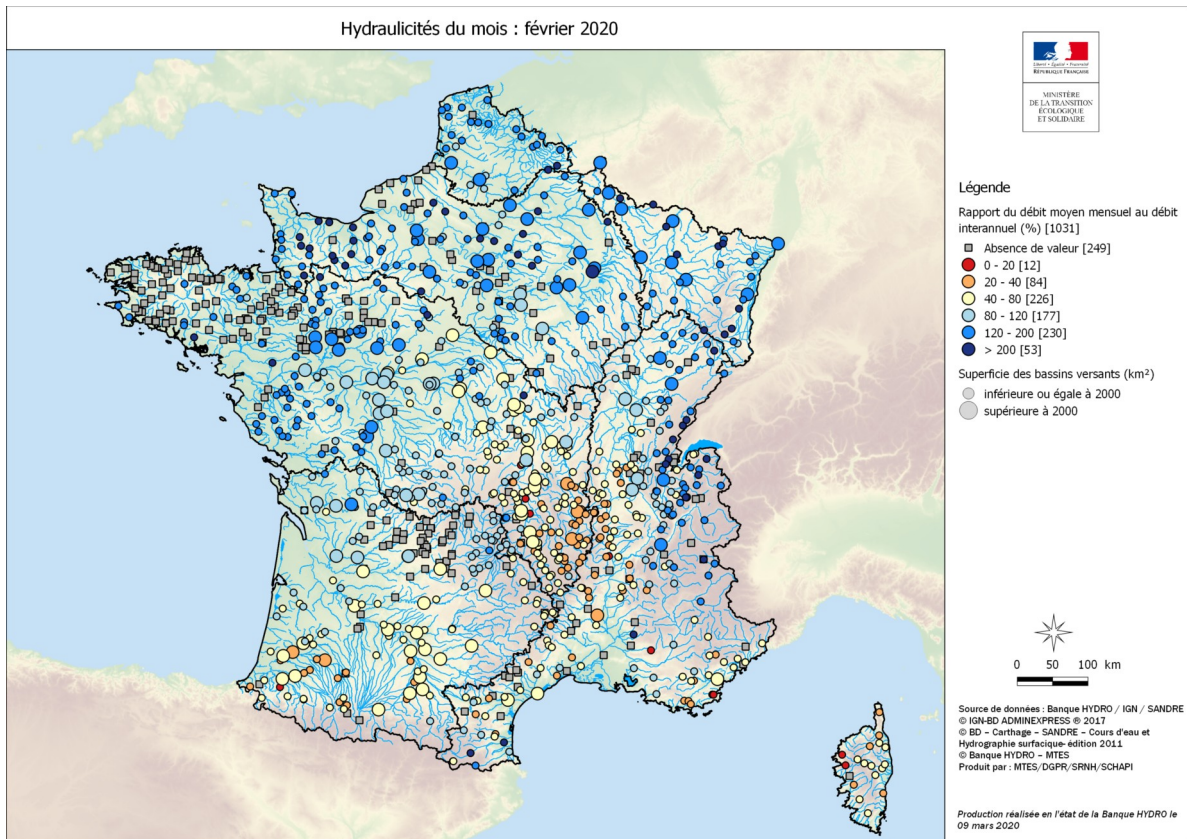 Hydraulicités du mois : février 2020
Liberté • Égalité • Fraternité
RÉPUBLIQUE FRANÇAISE
MINISTÈRE
DE LA TRANSITION
ÉCOLOGIQUE
ET SOLIDAIRE
Légende
Rapport du débit moyen mensuel au débit
interannuel (%) [1031]
Absence de valeur [249]
0 - 20 [12]
20 - 40 [84]
40 - 80 [226]
80 - 120 [177]
120 - 200 [230]
> 200 [53]
Superficie des bassins versants (km²)
inférieure ou égale à 2000
supérieure à 2000
0 50 100 km
Source de données : Banque HYDRO / IGN / SANDRE
© IGN-BD ADMINEXPRESS ® 2017
© BD – Carthage – SANDRE – Cours d'eau et
Hydrographie surfacique- édition 2011
© Banque HYDRO – MTES
Produit par : MTES/DGPR/SRNH/SCHAPI
Production réalisée en l'état de la Banque HYDRO le
09 mars 2020